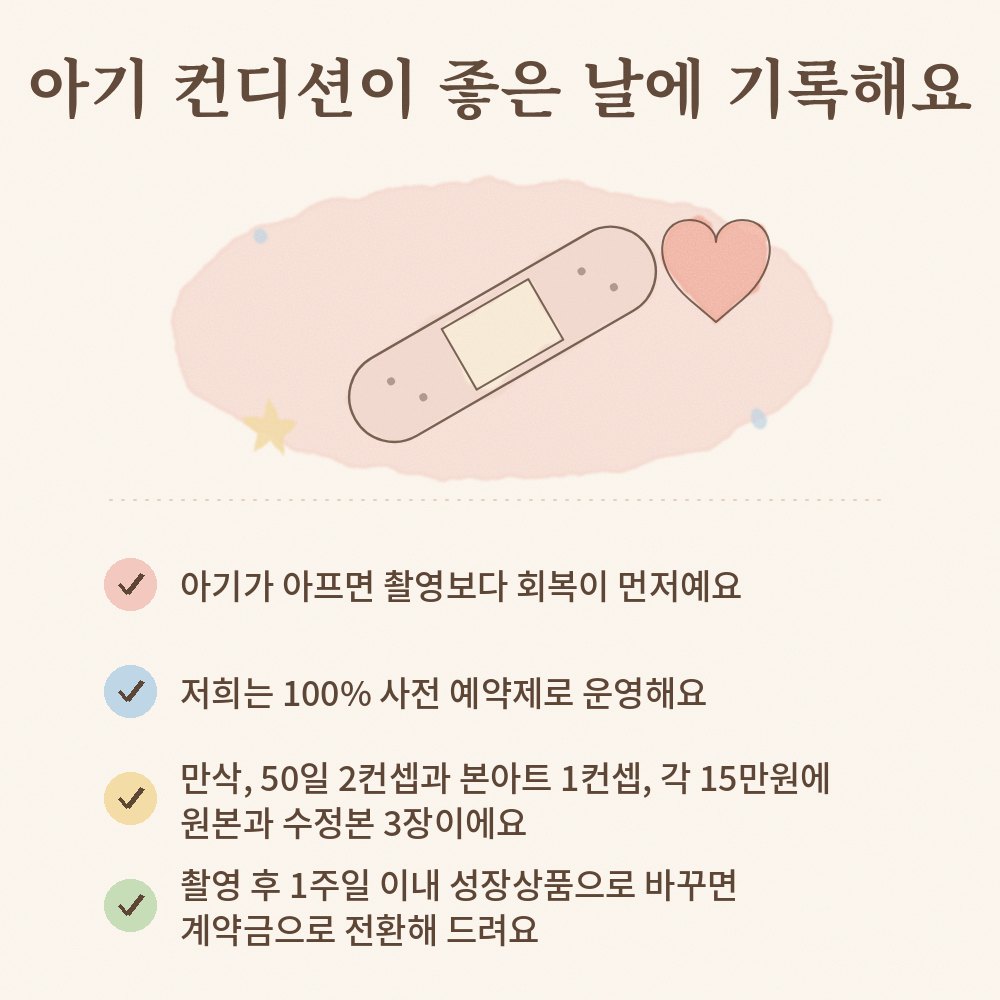 아기 컨디션이 좋은 날에 기록해요
아기가 아프면 촬영보다 회복이 먼저예요
저희는 100% 사전 예약제로 운영해요
만삭, 50일 2컨셉과 본아트 1컨셉, 각 15만원에
원본과 수정본 3장이에요
촬영 후 1주일 이내 성장상품으로 바꾸면
계약금으로 전환해 드려요